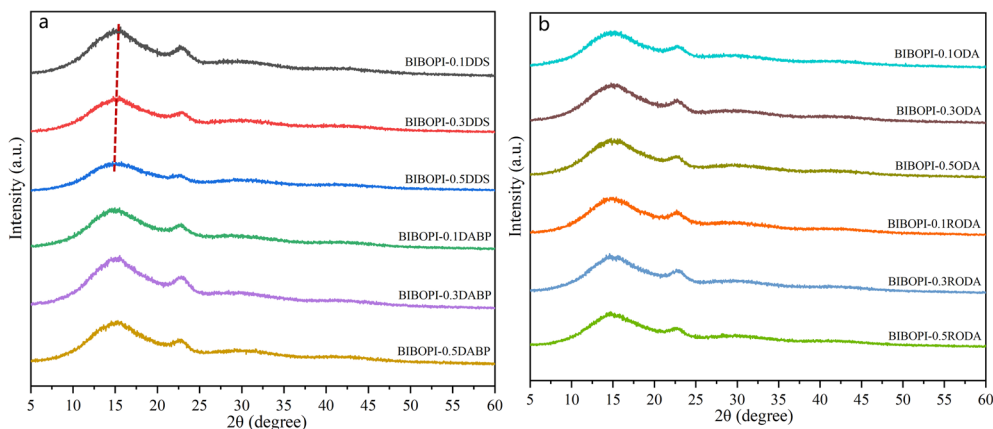 a
BIBOPI-0.1DDS
BIBOPI-0.3DDS
BIBOPI-0.5DDS
BIBOPI-0.1DABP
BIBOPI-0.3DABP
BIBOPI-0.5DABP
Intensity (a.u.)
5 10 15 20 25 30 35 40 45 50 55 60
2θ (degree)
b
BIBOPI-0.1ODA
BIBOPI-0.3ODA
BIBOPI-0.5ODA
BIBOPI-0.1RODA
BIBOPI-0.3RODA
BIBOPI-0.5RODA
Intensity (a.u.)
5 10 15 20 25 30 35 40 45 50 55 60
2θ (degree)